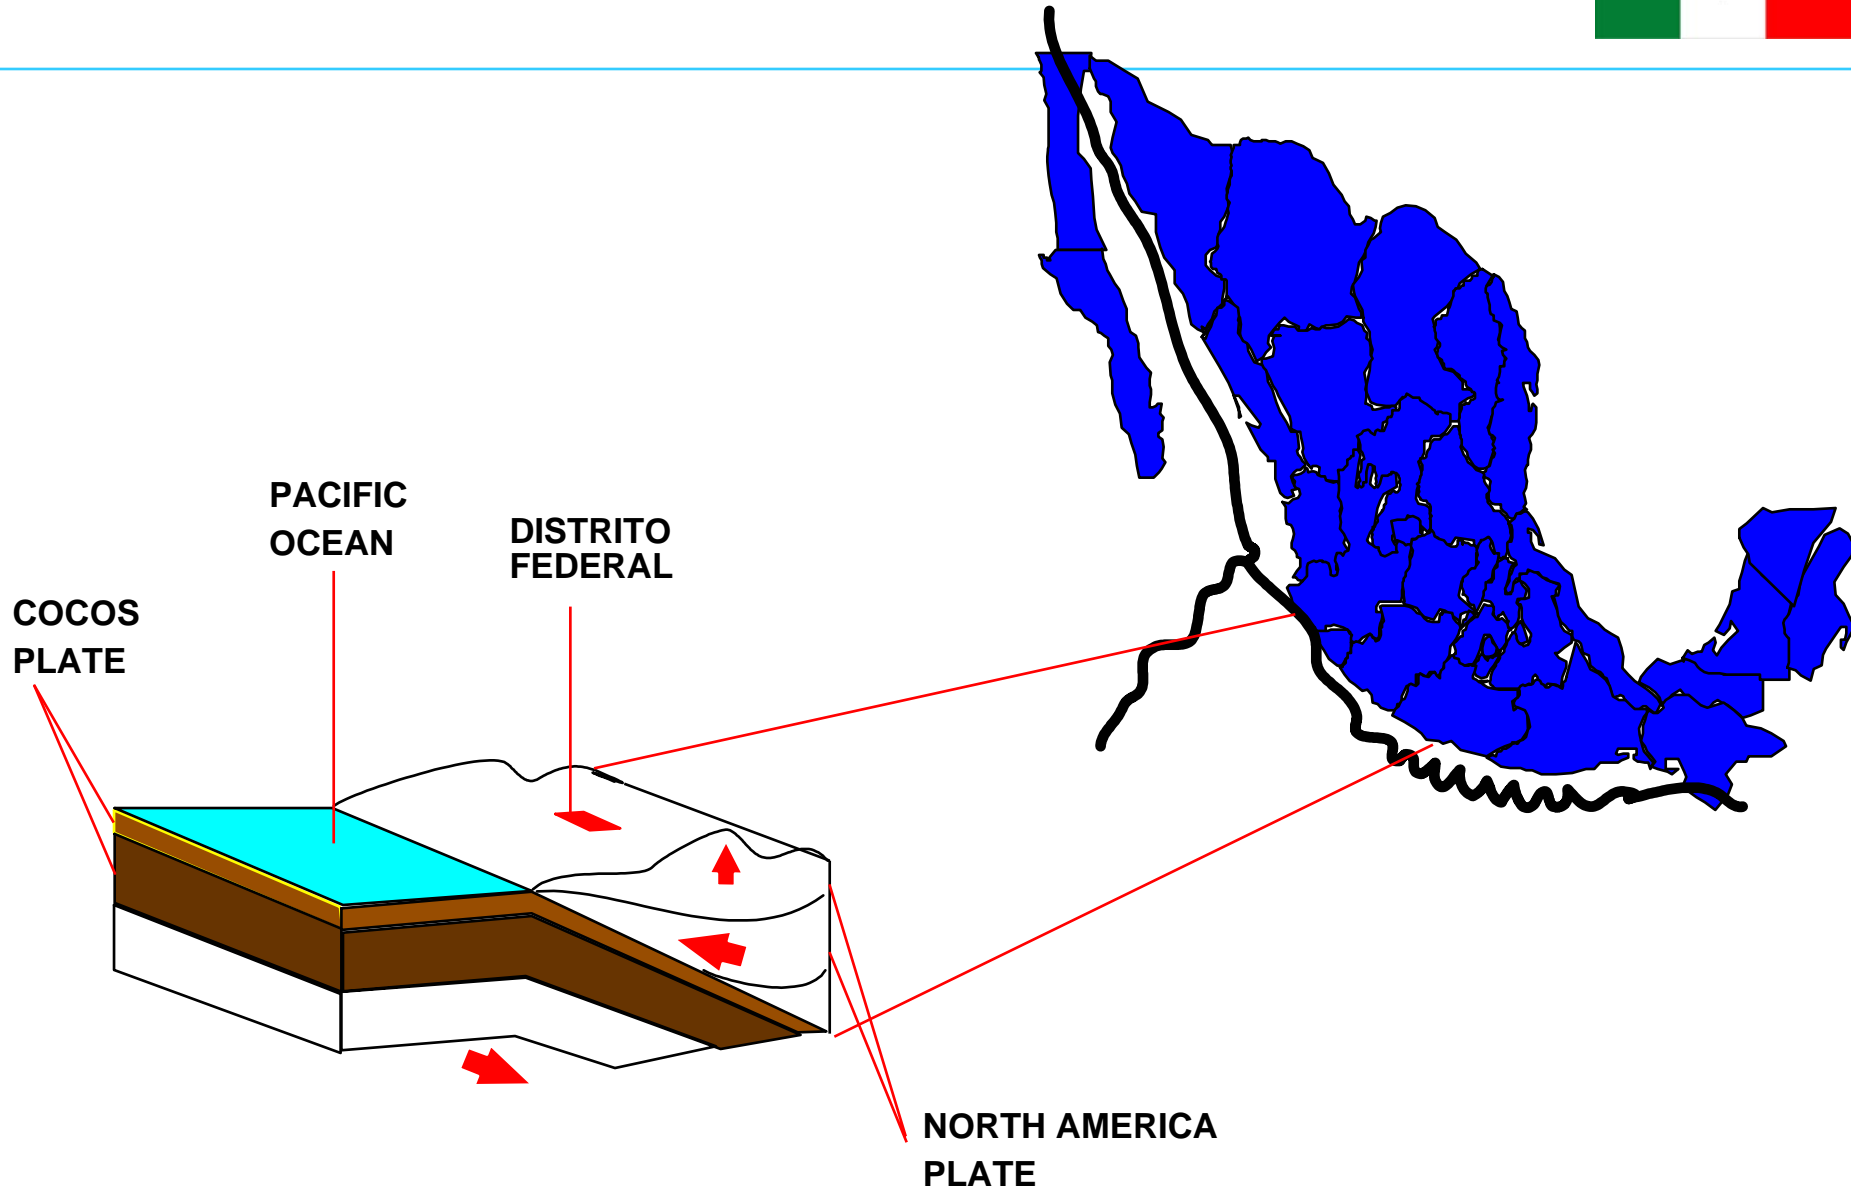 PACIFIC
OCEAN
DISTRITO
FEDERAL
COCOS
PLATE
NORTH AMERICA
PLATE